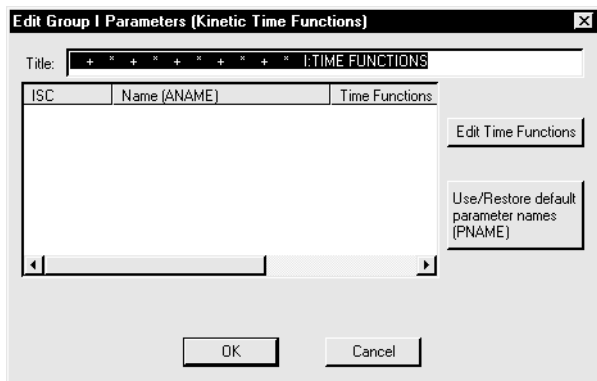 Edit Group I Parameters (Kinetic Time Functions)
Title: + * + * + * + * + * I:TIME FUNCTIONS
ISC Name (ANAME) Time Functions
Edit Time Functions
Use/Restore default
parameter names
(PNAME)
OK Cancel